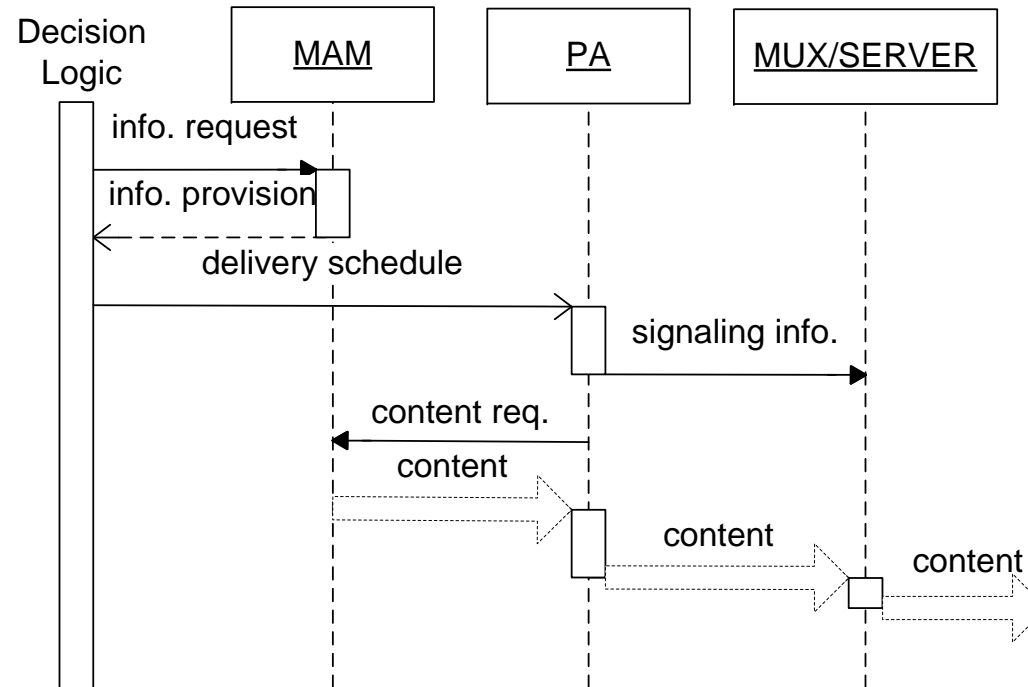 Decision
Logic
MAM
PA
MUX/SERVER
info. request
info. provision
delivery schedule
signaling info.
content req.
content
content
content